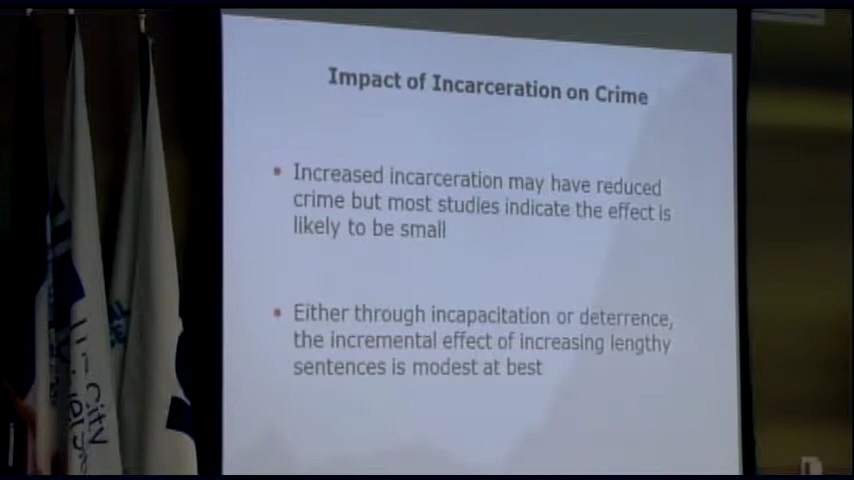 Impact of Incarceration on Crime
• Increased incarceration may have reduced
crime but most studies indicate the effect is
likely to be small
• Either through incapacitation or deterrence,
the incremental effect of increasing lengthy
sentences is modest at best
City